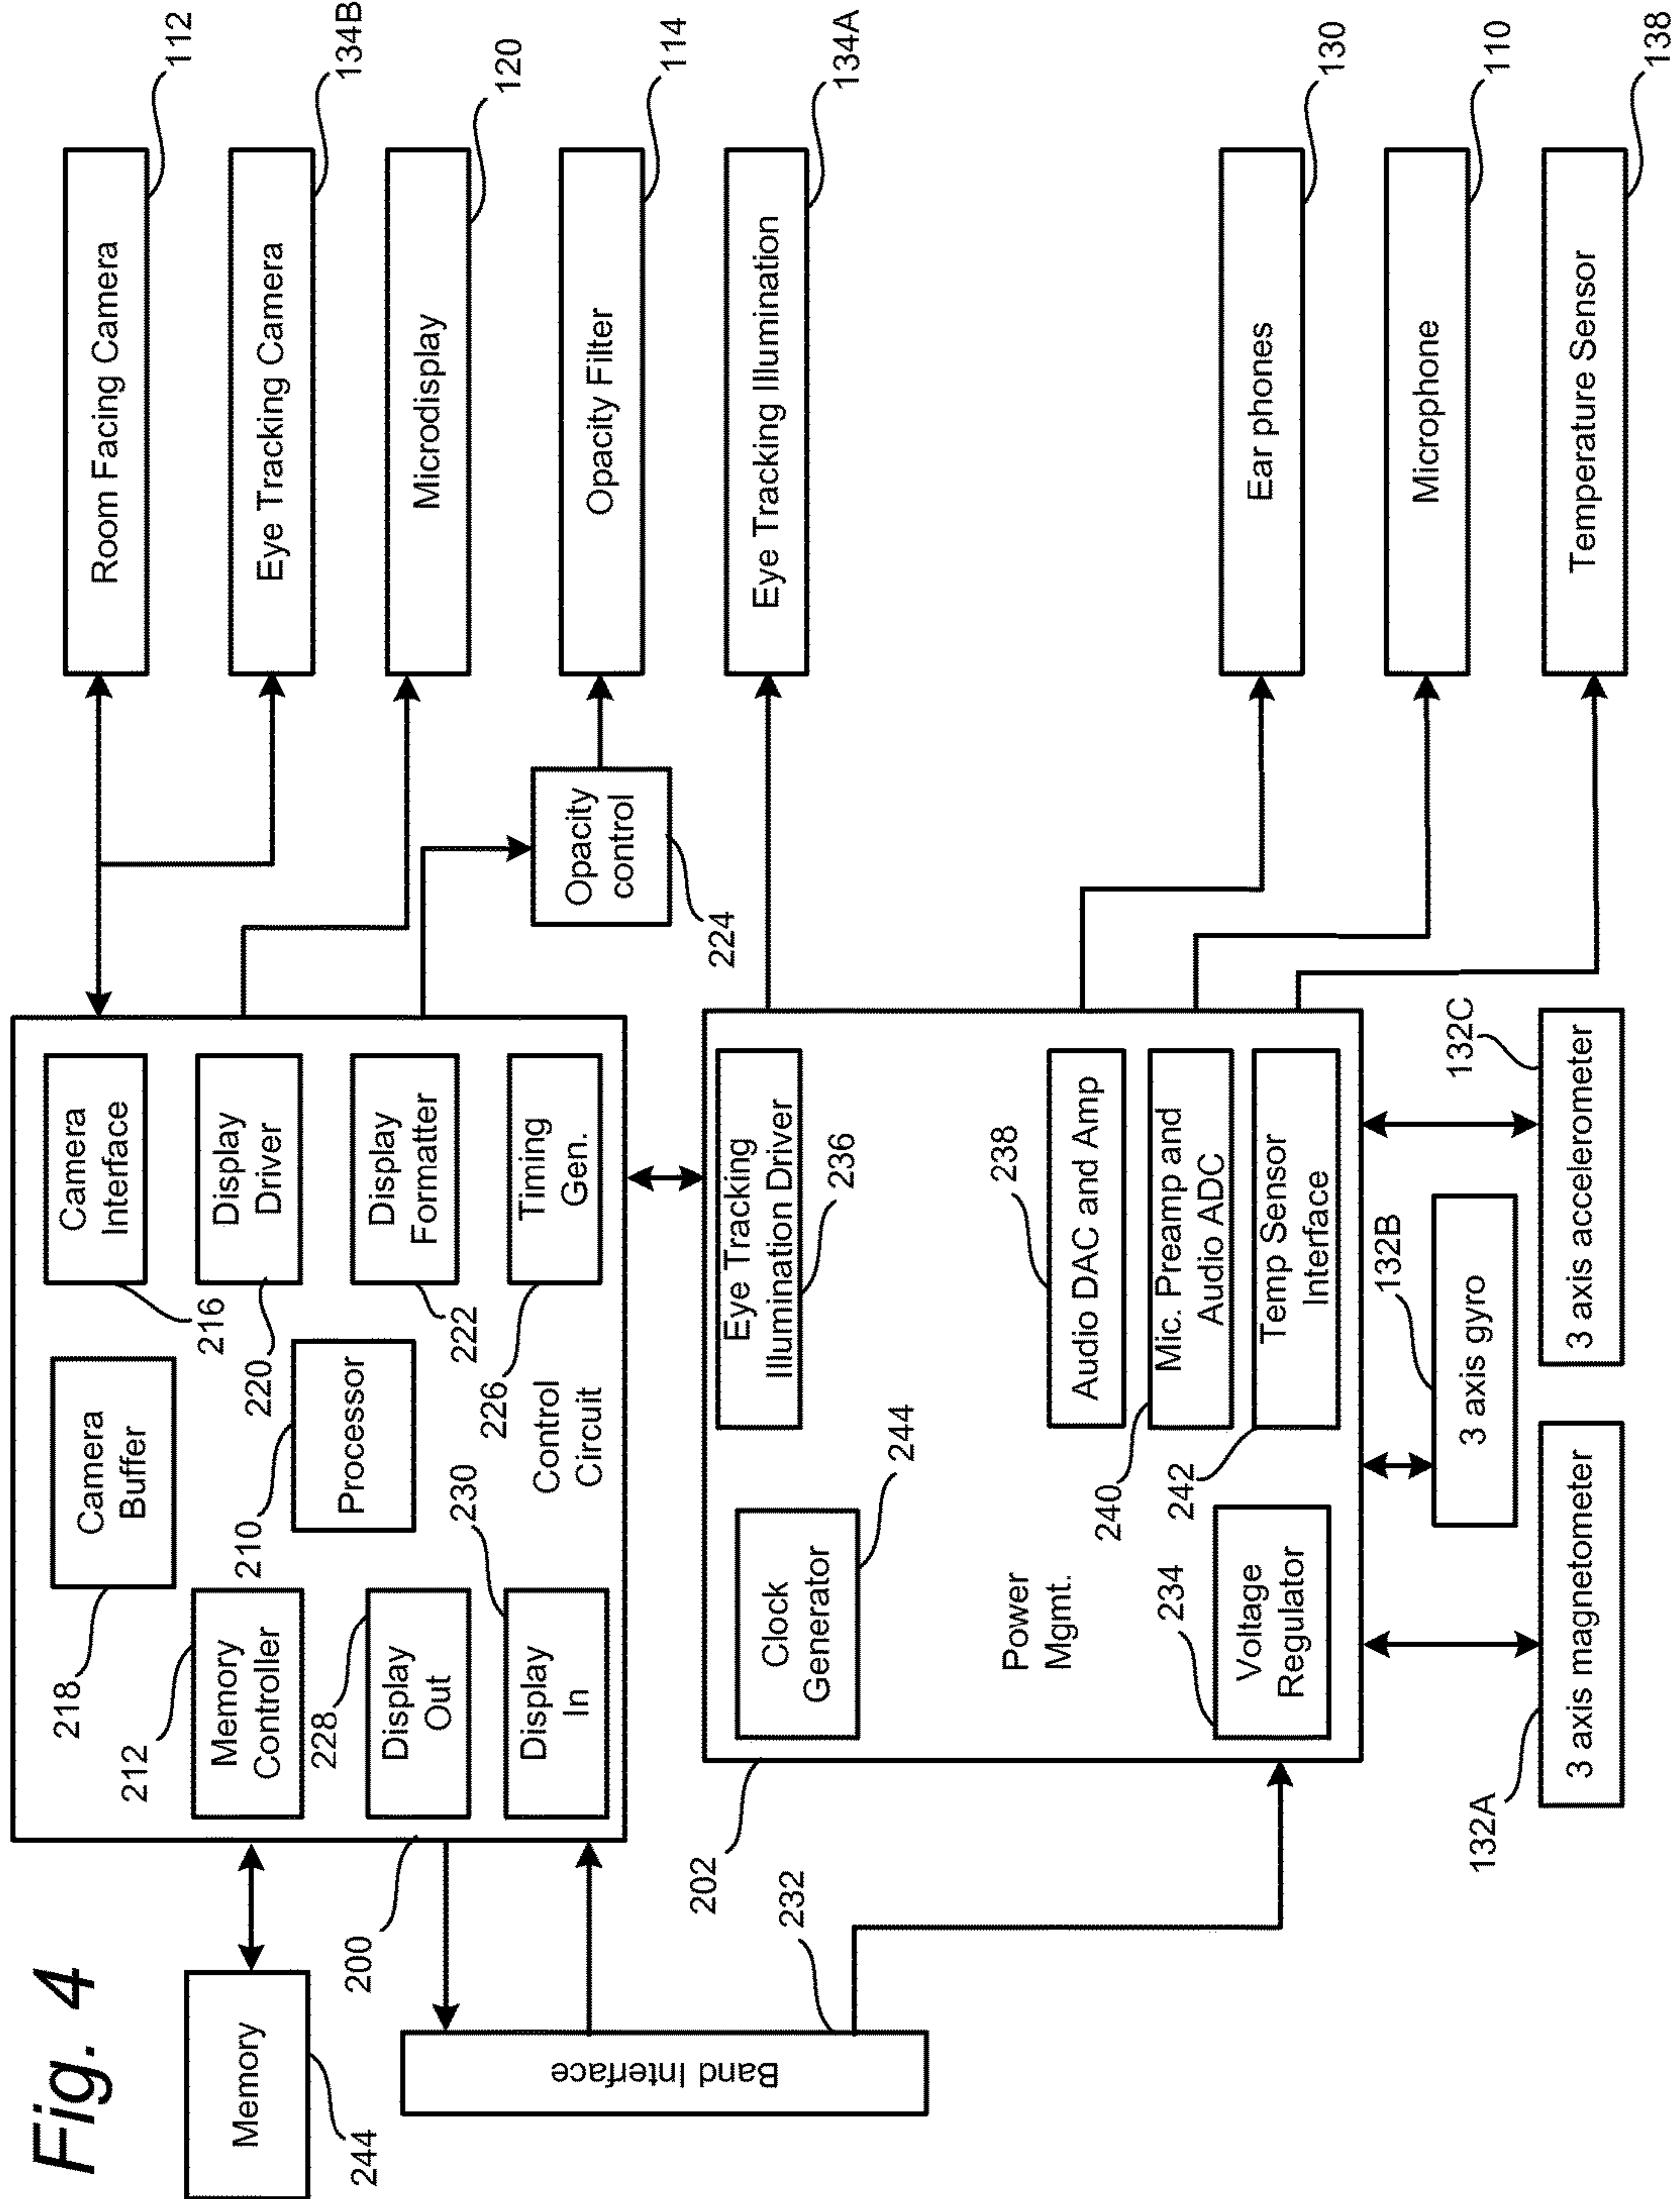 Fig. 4
Memory
244
Band Interface
232
200
Memory
Controller
212
Camera
Buffer
218
Camera
Interface
216
Display
Driver
220
Processor
210
Display
Out
228
Display
Formatter
222
Display
In
230
Control
Circuit
Timing
Gen.
226
202
Clock
Generator
244
Eye Tracking
Illumination Driver
236
Power
Mgmt.
Audio DAC and Amp
238
Mic. Preamp and
Audio ADC
240
Temp Sensor
Interface
242
Voltage
Regulator
234
3 axis magnetometer
132A
3 axis gyro
132B
3 axis accelerometer
132C
Opacity
control
224
Room Facing Camera
112
Eye Tracking Camera
134B
Microdisplay
120
Opacity Filter
114
Eye Tracking Illumination
134A
Ear phones
130
Microphone
110
Temperature Sensor
138